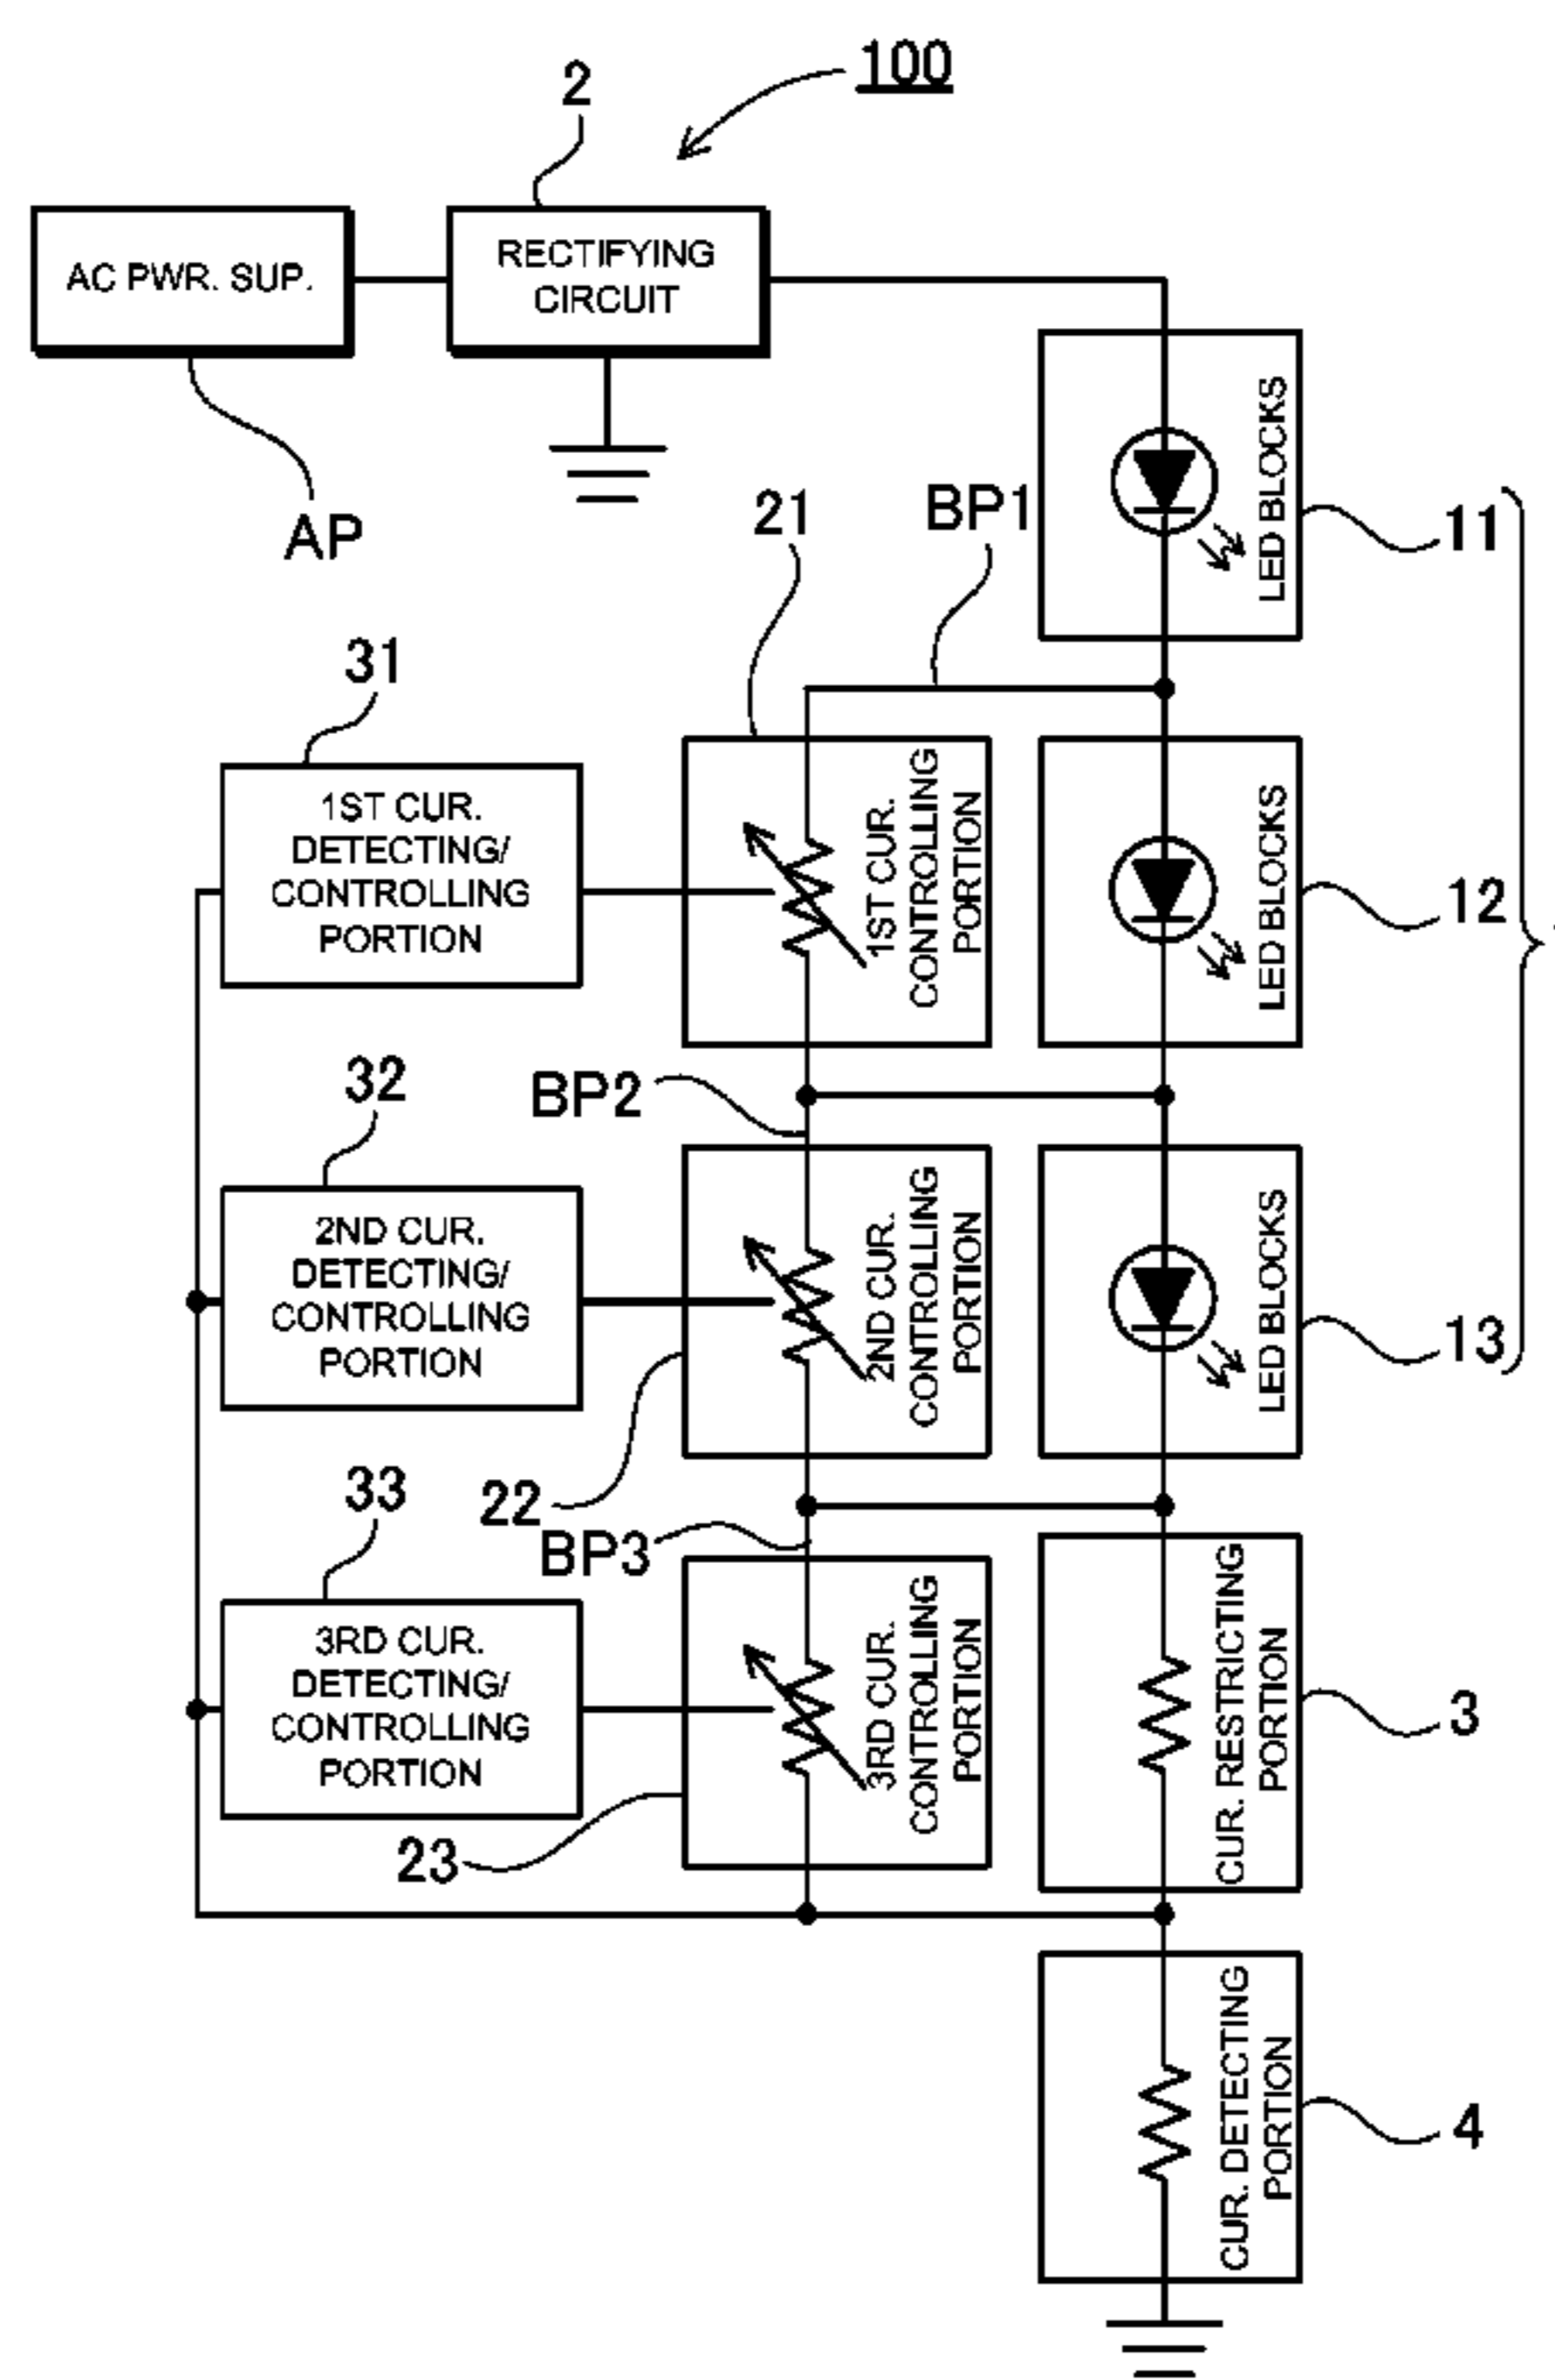 100
2
AC PWR. SUP.
RECTIFYING
CIRCUIT
AP
LED BLOCKS
11
BP1
21
31
1ST CUR.
DETECTING/
CONTROLLING
PORTION
1ST CUR.
CONTROLLING
PORTION
LED BLOCKS
12
BP2
32
2ND CUR.
DETECTING/
CONTROLLING
PORTION
2ND CUR.
CONTROLLING
PORTION
22
LED BLOCKS
13
BP3
33
3RD CUR.
DETECTING/
CONTROLLING
PORTION
3RD CUR.
CONTROLLING
PORTION
23
CUR. RESTRICTING
PORTION
3
CUR. DETECTING
PORTION
4